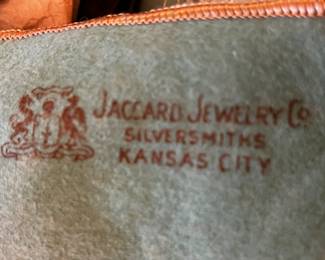 JACCARD JEWELRY CO
SILVERSMITHS
KANSAS CITY